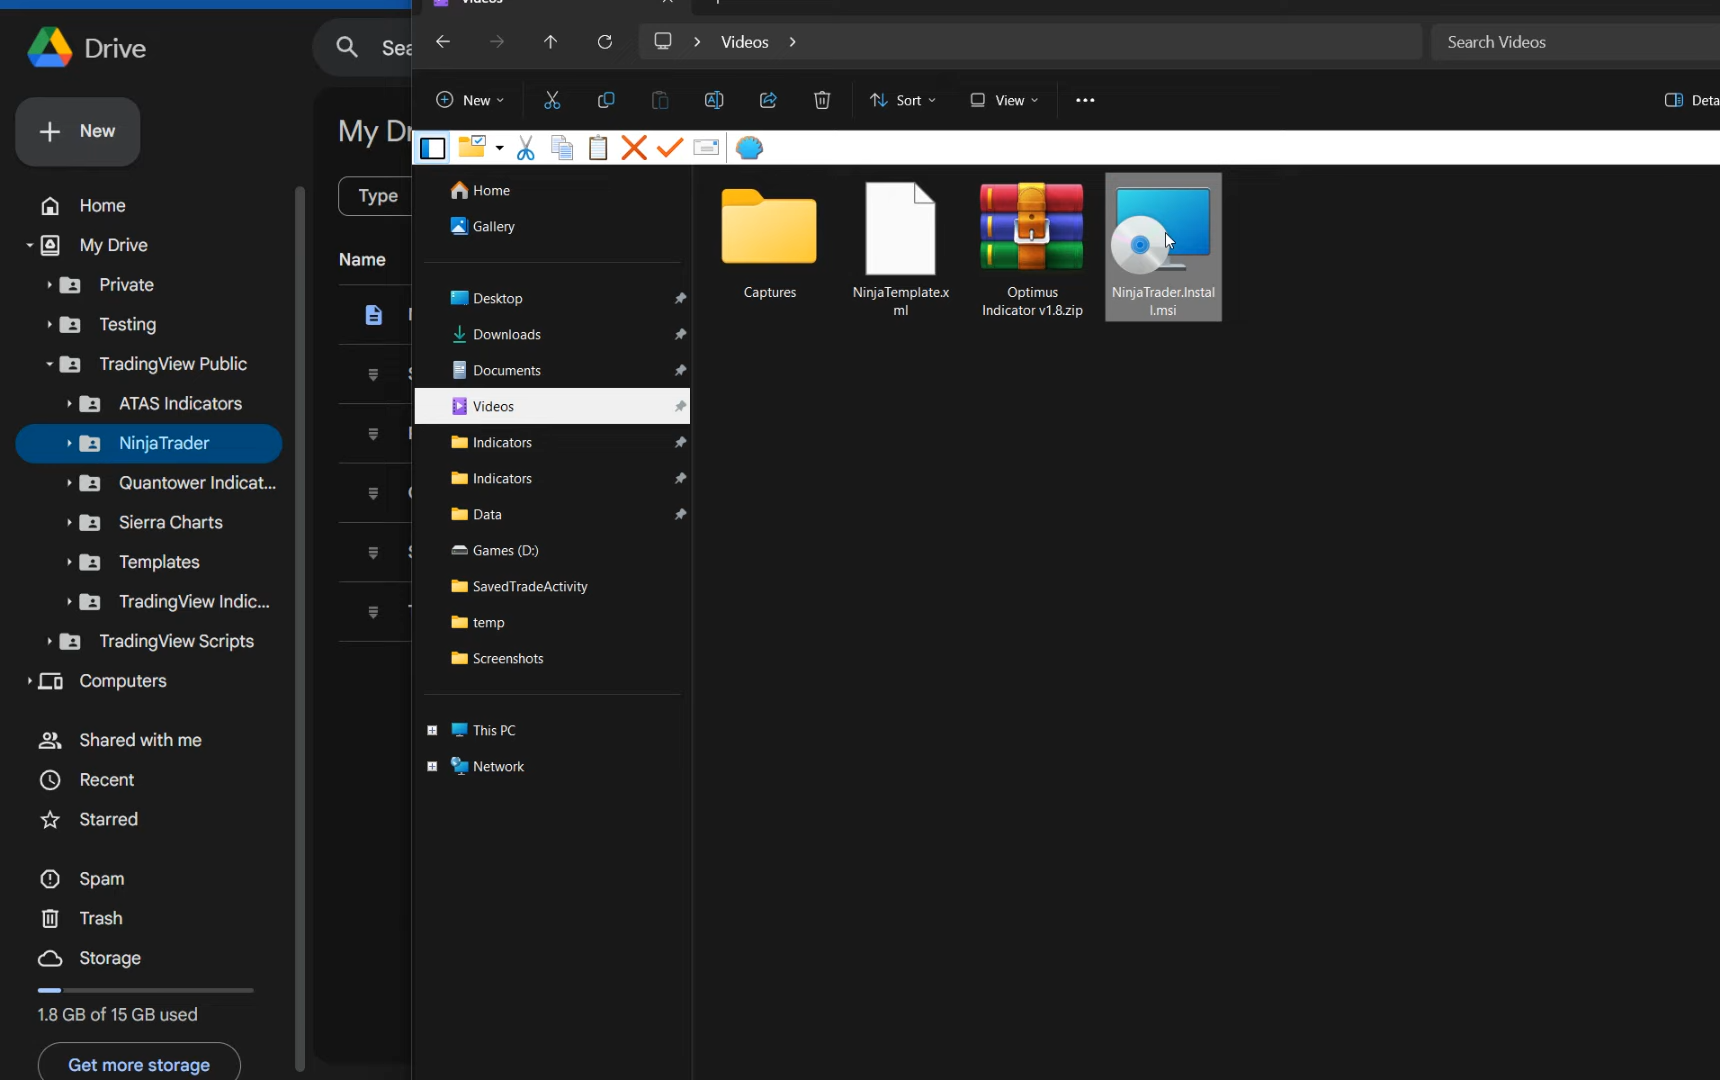 Videos
Drive
Sea
Videos
Search Videos
New
Sort
View
Deta
New
My Dr
Type
Name
Home
My Drive
Private
Testing
TradingView Public
ATAS Indicators
NinjaTrader
Quantower Indicat...
Sierra Charts
Templates
TradingView Indic...
TradingView Scripts
Computers
Shared with me
Recent
Starred
Spam
Trash
Storage
1.8 GB of 15 GB used
Get more storage
Home
Gallery
Desktop
Downloads
Documents
Videos
Indicators
Indicators
Data
Games (D:)
SavedTradeActivity
temp
Screenshots
This PC
Network
Captures
NinjaTemplate.x
ml
Optimus
Indicator v1.8.zip
NinjaTrader.Instal
l.msi